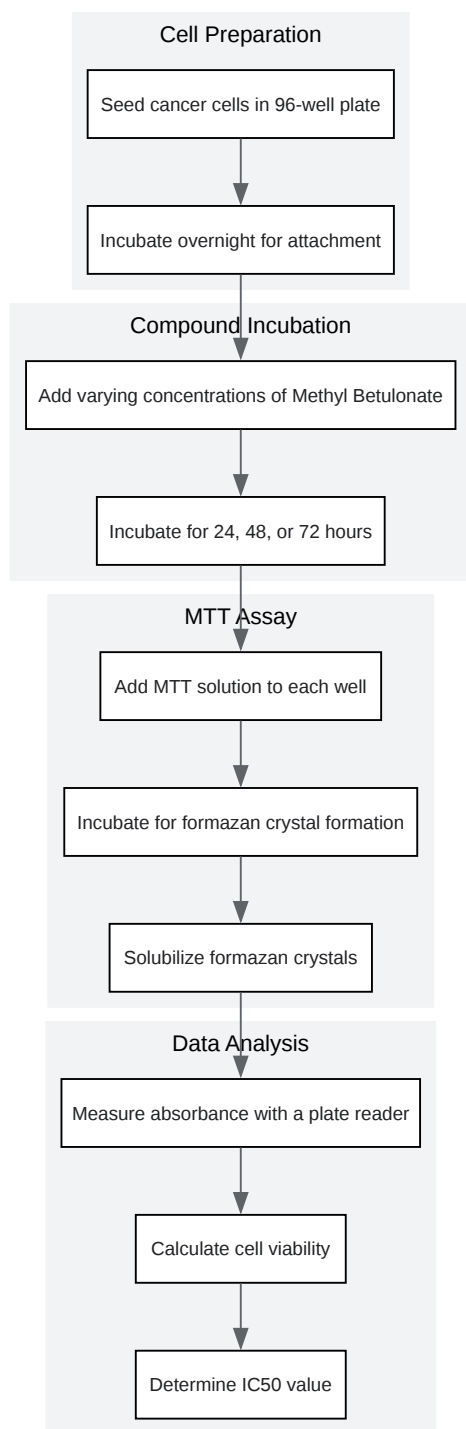 Cell Preparation
Seed cancer cells in 96-well plate
Incubate overnight for attachment
Compound Incubation
Add varying concentrations of Methyl Betulonate
Incubate for 24, 48, or 72 hours
MTT Assay
Add MTT solution to each well
Incubate for formazan crystal formation
Solubilize formazan crystals
Data Analysis
Measure absorbance with a plate reader
Calculate cell viability
Determine IC50 value